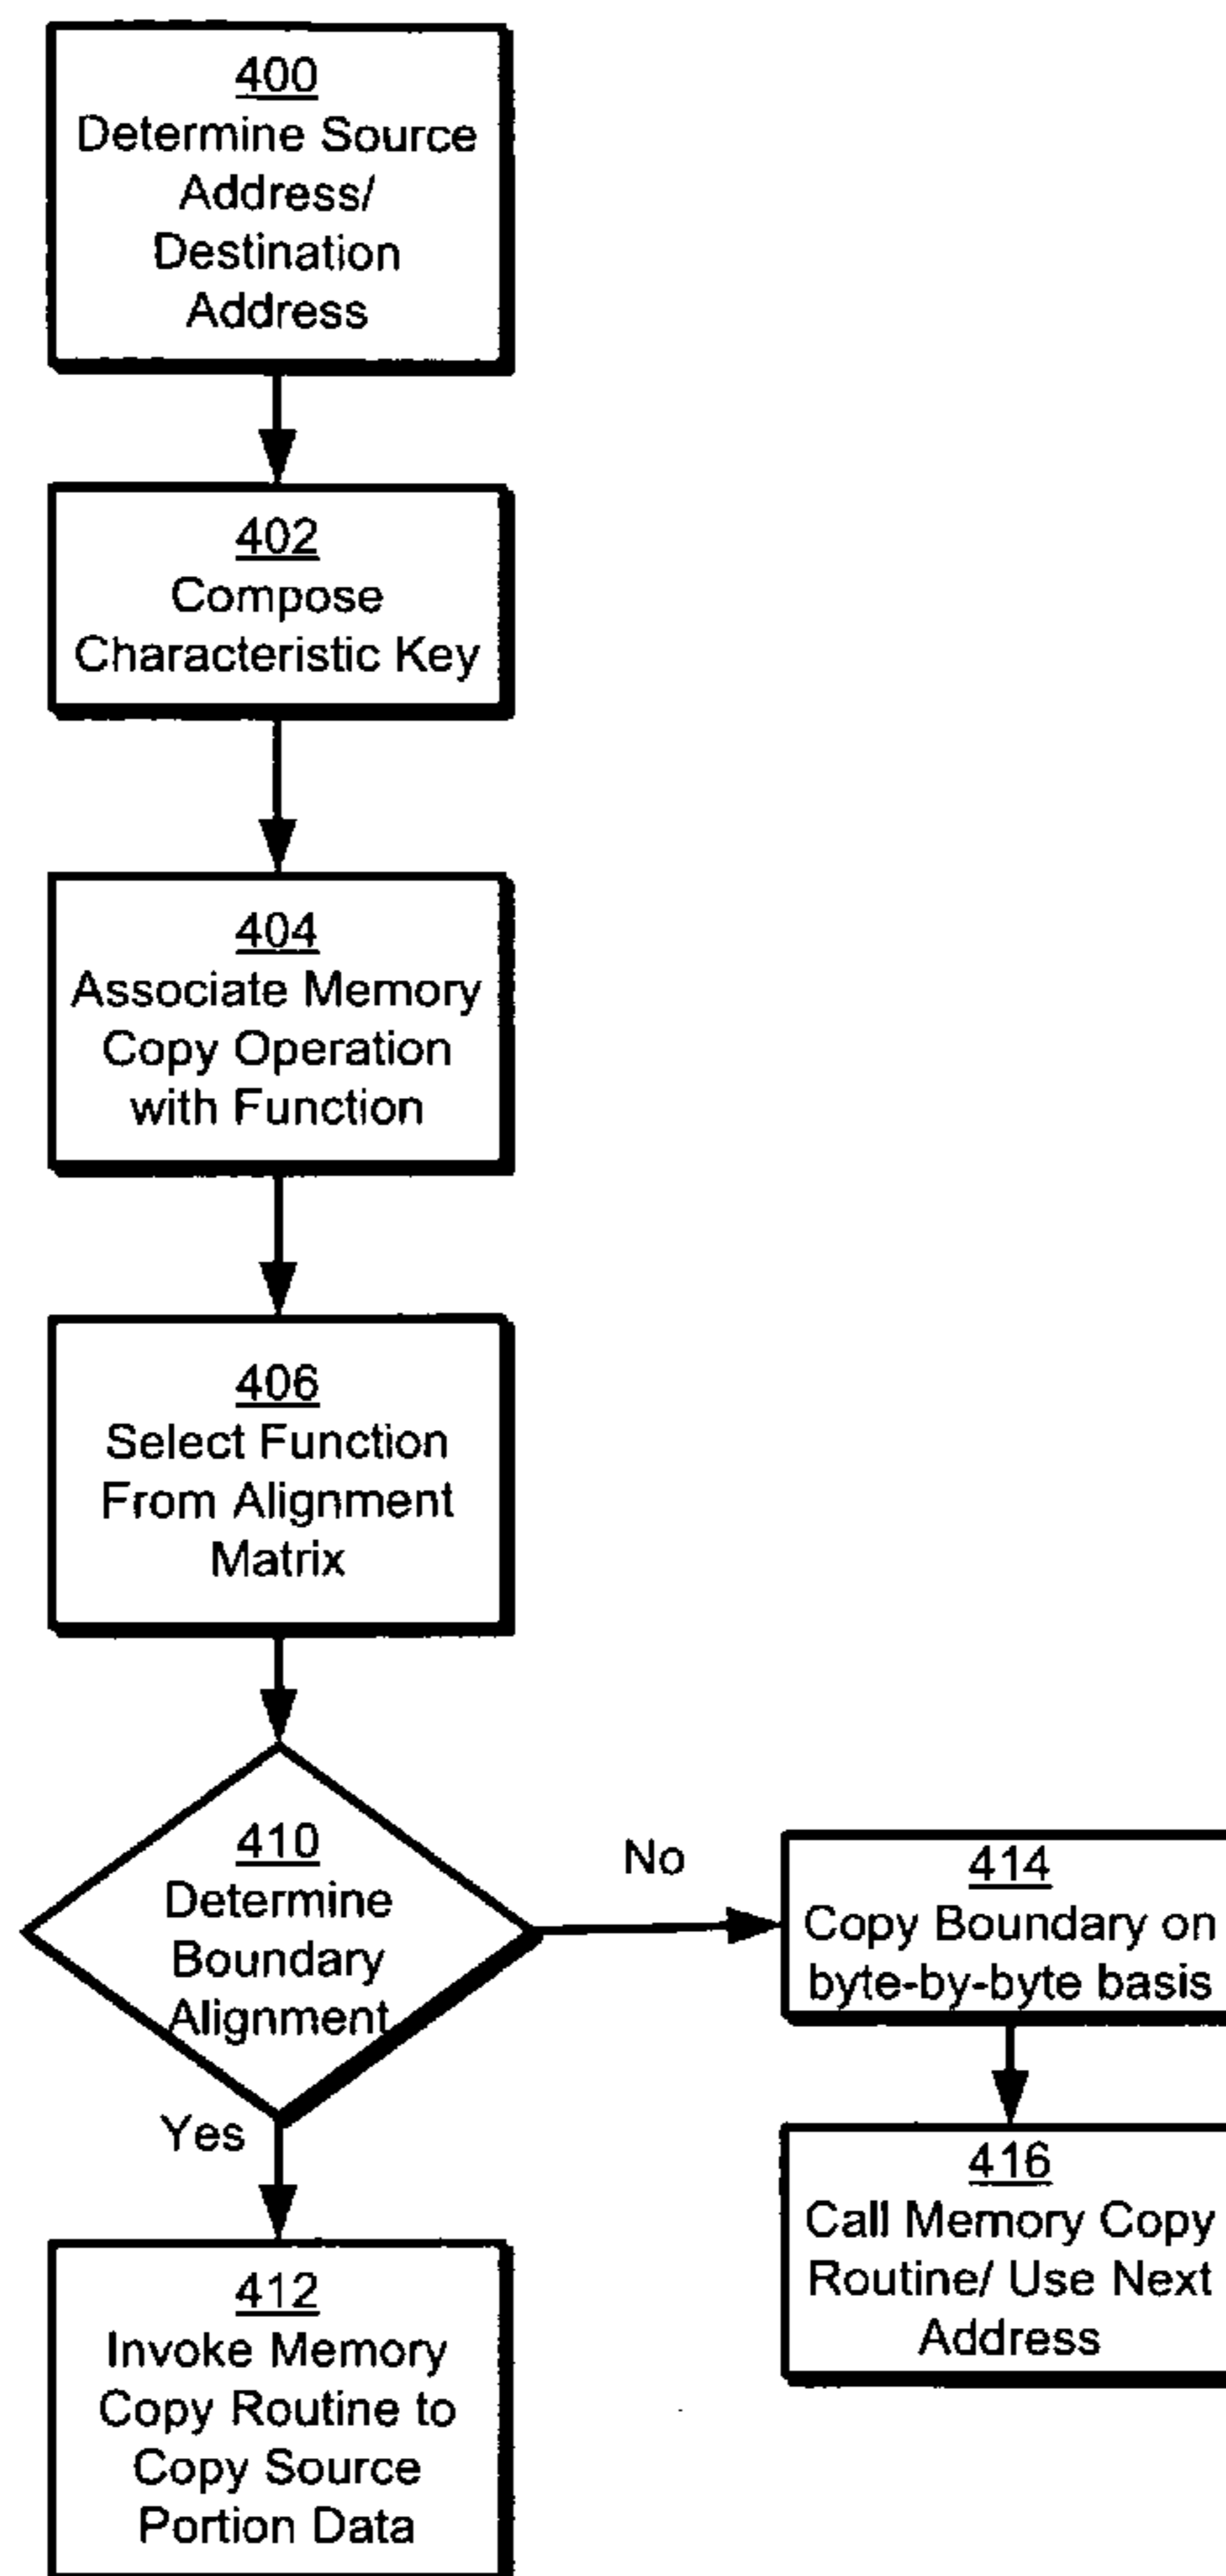 400
Determine Source
Address/
Destination
Address
402
Compose
Characteristic Key
404
Associate Memory
Copy Operation
with Function
406
Select Function
From Alignment
Matrix
410
Determine
Boundary
Alignment
No
Yes
414
Copy Boundary on
byte-by-byte basis
416
Call Memory Copy
Routine/ Use Next
Address
412
Invoke Memory
Copy Routine to
Copy Source
Portion Data